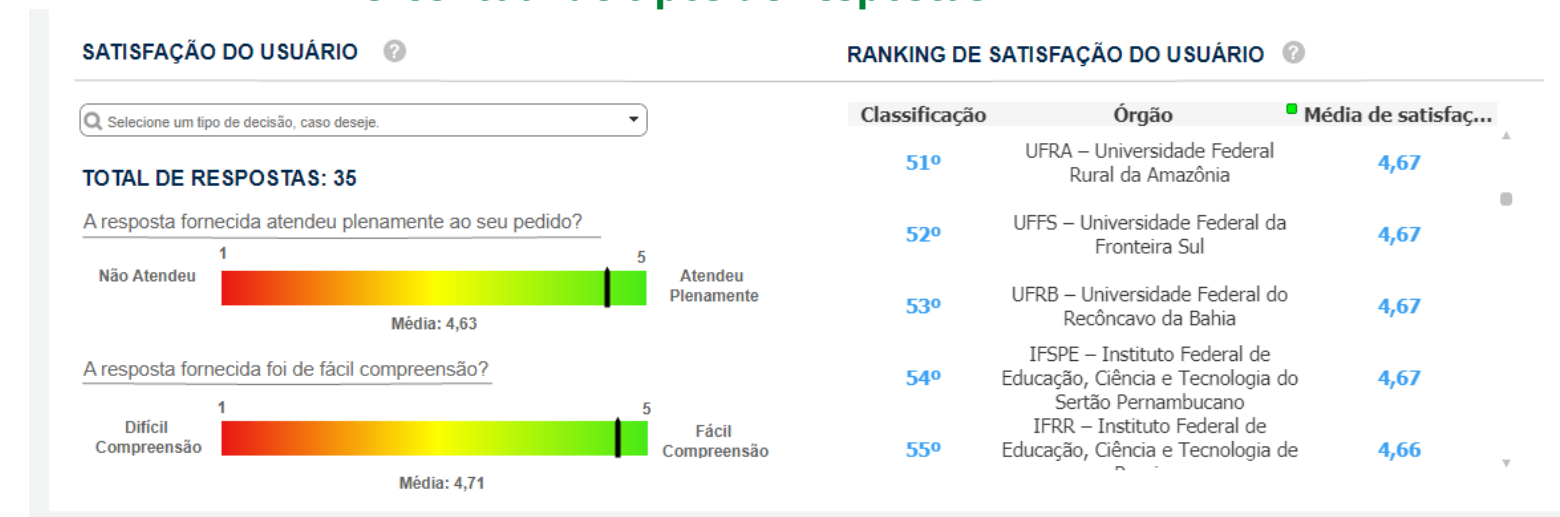 SATISFAÇÃO DO USUÁRIO ?
Selecione um tipo de decisão, caso deseje.
TOTAL DE RESPOSTAS: 35
A resposta fornecida atendeu plenamente ao seu pedido?
1
5
Não Atendeu
Atendeu
Plenamente
Média: 4,63
A resposta fornecida foi de fácil compreensão?
1
5
Difícil
Compreensão
Fácil
Compreensão
Média: 4,71
RANKING DE SATISFAÇÃO DO USUÁRIO ?
Classificação Órgão Média de satisfaç...
51º UFRA – Universidade Federal
Rural da Amazônia 4,67
52º UFFS – Universidade Federal da
Fronteira Sul 4,67
53º UFRB – Universidade Federal do
Recôncavo da Bahia 4,67
IFSPE – Instituto Federal de
54º Educação, Ciência e Tecnologia do 4,67
Sertão Pernambucano
IFRR – Instituto Federal de
55º Educação, Ciência e Tecnologia de 4,66